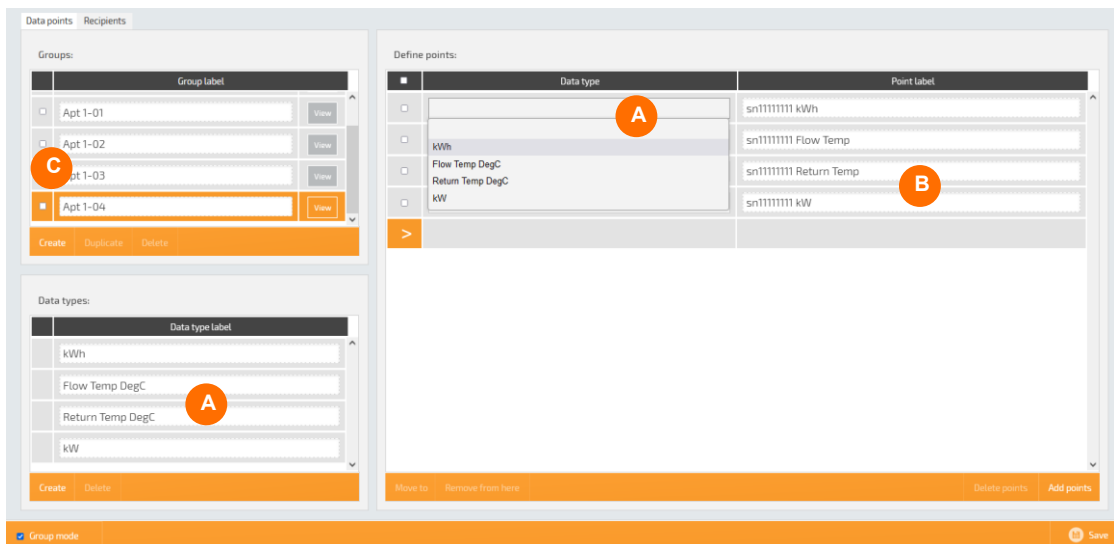 Data points Recipients
Groups:
Group label
Apt 1-01 View
Apt 1-02 View
C
pt 1-03 View
Apt 1-04 View
Create Duplicate Delete
Data types:
Data type label
kWh
Flow Temp DegC
A
Return Temp DegC
kW
Create Delete
Define points:
Data type Point label
A
sn11111111 kWh
kWh
sn11111111 Flow Temp
Flow Temp DegC
Return Temp DegC
sn11111111 Return Temp
B
kW
sn11111111 kW
>
Move to Remove from here Delete points Add points
Group mode Save